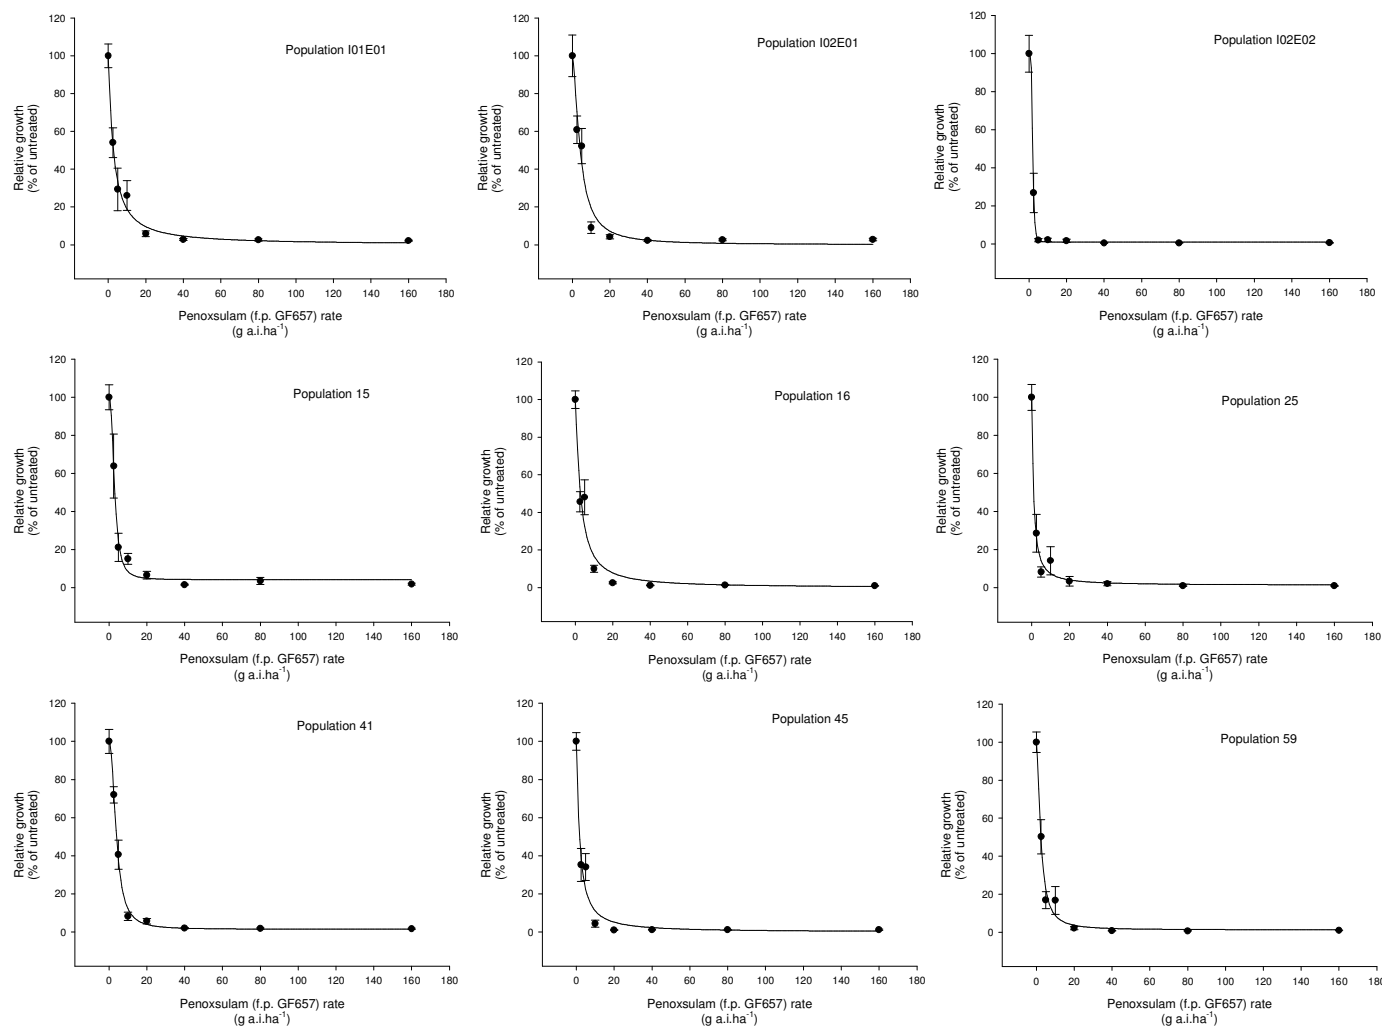 Population I01E01
120
100
80
60
40
20
0
Relative growth
(% of untreated)
0 20 40 60 80 100 120 140 160 180
Penoxsulam (f.p. GF657) rate
(g a.i.ha⁻¹)
Population I02E01
120
100
80
60
40
20
0
Relative growth
(% of untreated)
0 20 40 60 80 100 120 140 160 180
Penoxsulam (f.p. GF657) rate
(g a.i.ha⁻¹)
Population I02E02
120
100
80
60
40
20
0
Relative growth
(% of untreated)
0 20 40 60 80 100 120 140 160 180
Penoxsulam (f.p. GF657) rate
(g a.i.ha⁻¹)
Population 15
120
100
80
60
40
20
0
Relative growth
(% of untreated)
0 20 40 60 80 100 120 140 160 180
Penoxsulam (f.p. GF657) rate
(g a.i.ha⁻¹)
Population 16
120
100
80
60
40
20
0
Relative growth
(% of untreated)
0 20 40 60 80 100 120 140 160 180
Penoxsulam (f.p. GF657) rate
(g a.i.ha⁻¹)
Population 25
120
100
80
60
40
20
0
Relative growth
(% of untreated)
0 20 40 60 80 100 120 140 160 180
Penoxsulam (f.p. GF657) rate
(g a.i.ha⁻¹)
Population 41
120
100
80
60
40
20
0
Relative growth
(% of untreated)
0 20 40 60 80 100 120 140 160 180
Penoxsulam (f.p. GF657) rate
(g a.i.ha⁻¹)
Population 45
120
100
80
60
40
20
0
Relative growth
(% of untreated)
0 20 40 60 80 100 120 140 160 180
Penoxsulam (f.p. GF657) rate
(g a.i.ha⁻¹)
Population 59
120
100
80
60
40
20
0
Relative growth
(% of untreated)
0 20 40 60 80 100 120 140 160 180
Penoxsulam (f.p. GF657) rate
(g a.i.ha⁻¹)